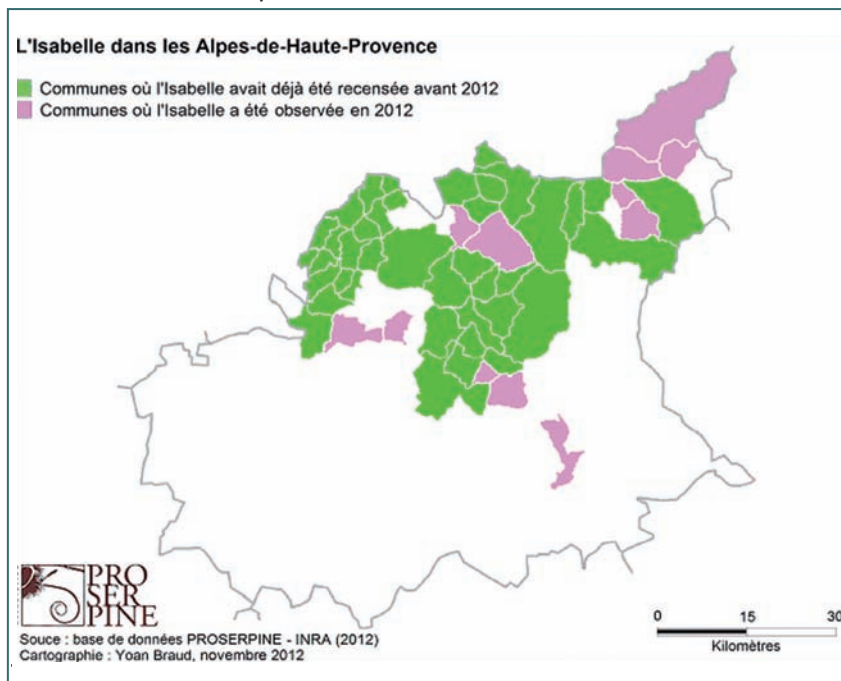 L'Isabelle dans les Alpes-de-Haute-Provence
Communes où l'Isabelle avait déjà été recensée avant 2012
Communes où l'Isabelle a été observée en 2012
PRO
SER
PINE
Souce : base de données PROSERPINE - INRA (2012)
Cartographie : Yoan Braud, novembre 2012
0 15 30
Kilomètres